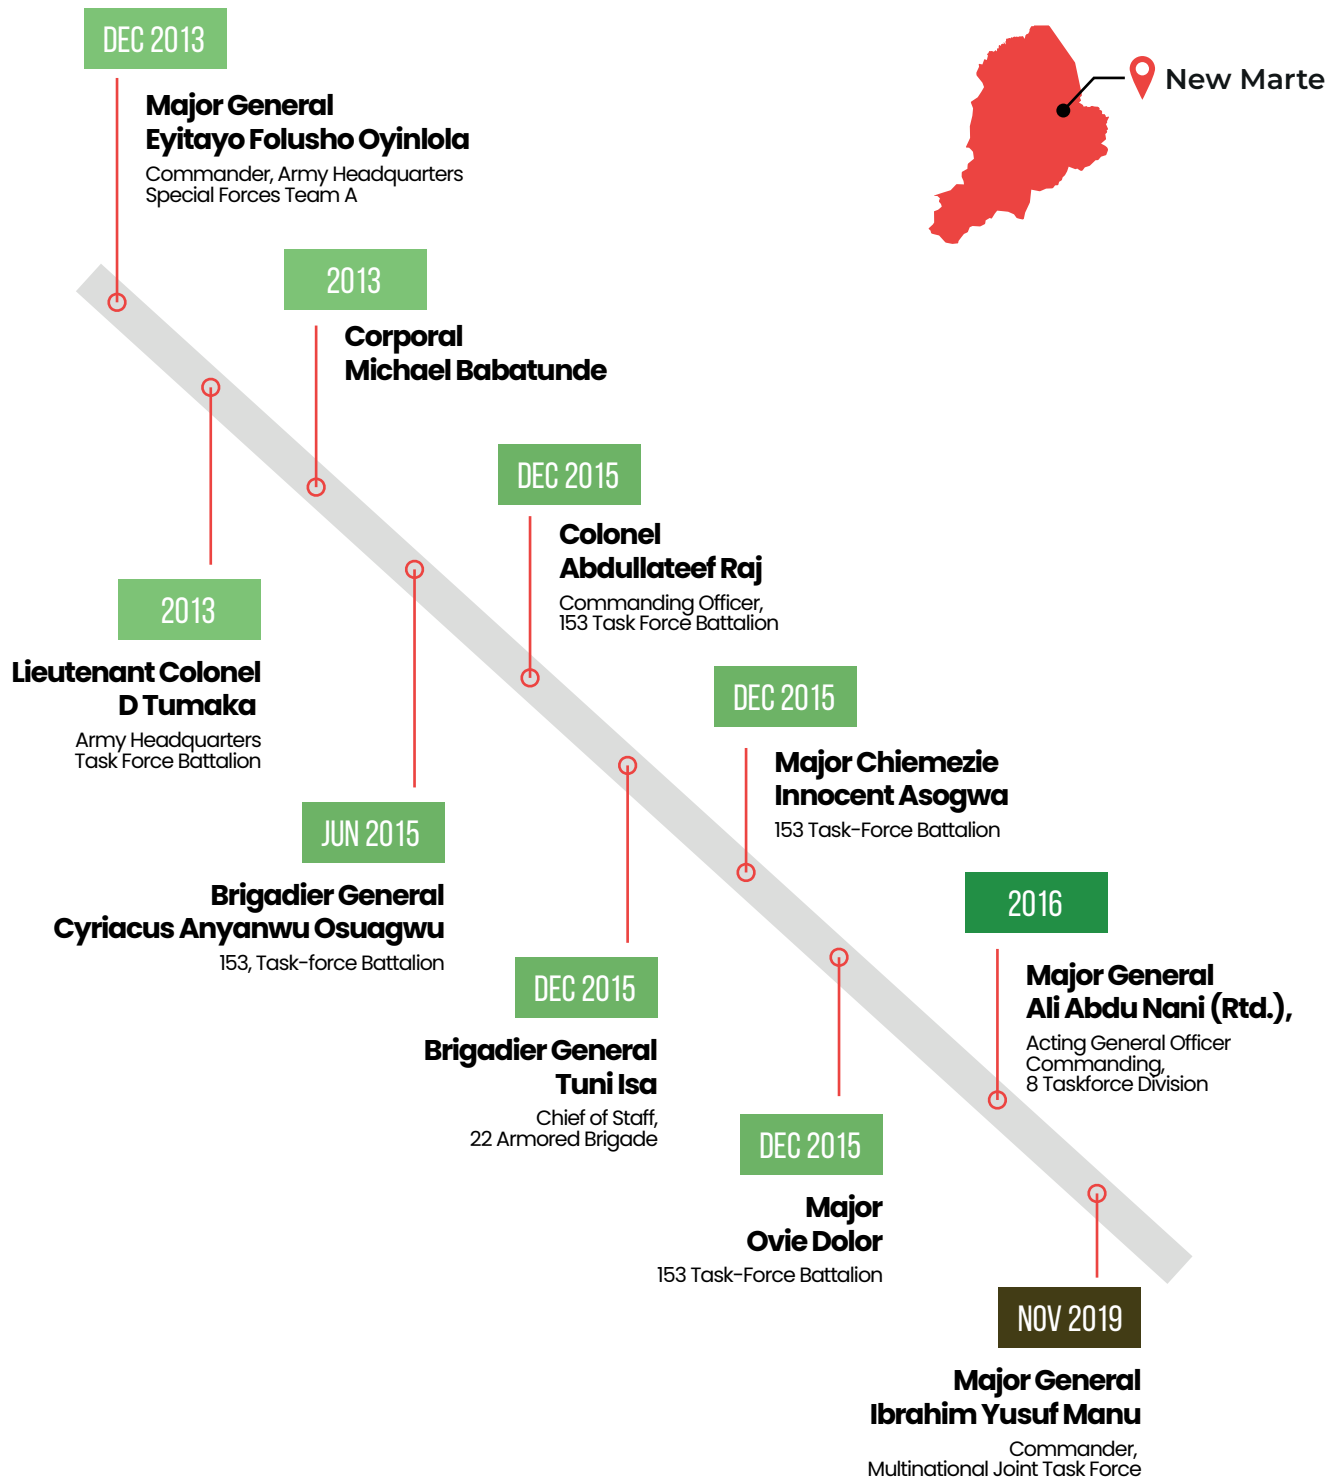 DEC 2013
Major General
Eyitayo Folusho Oyinlola
Commander, Army Headquarters
Special Forces Team A
New Marte
2013
Lieutenant Colonel
D Tumaka
Army Headquarters
Task Force Battalion
2013
Corporal
Michael Babatunde
JUN 2015
Brigadier General
Cyriacus Anyanwu Osuagwu
153, Task-force Battalion
DEC 2015
Colonel
Abdullateef Raj
Commanding Officer,
153 Task Force Battalion
DEC 2015
Brigadier General
Tuni Isa
Chief of Staff,
22 Armored Brigade
DEC 2015
Major Chiemezie
Innocent Asogwa
153 Task-Force Battalion
DEC 2015
Major
Ovie Dolor
153 Task-Force Battalion
2016
Major General
Ali Abdu Nani (Rtd.),
Acting General Officer
Commanding,
8 Taskforce Division
NOV 2019
Major General
Ibrahim Yusuf Manu
Commander,
Multinational Joint Task Force